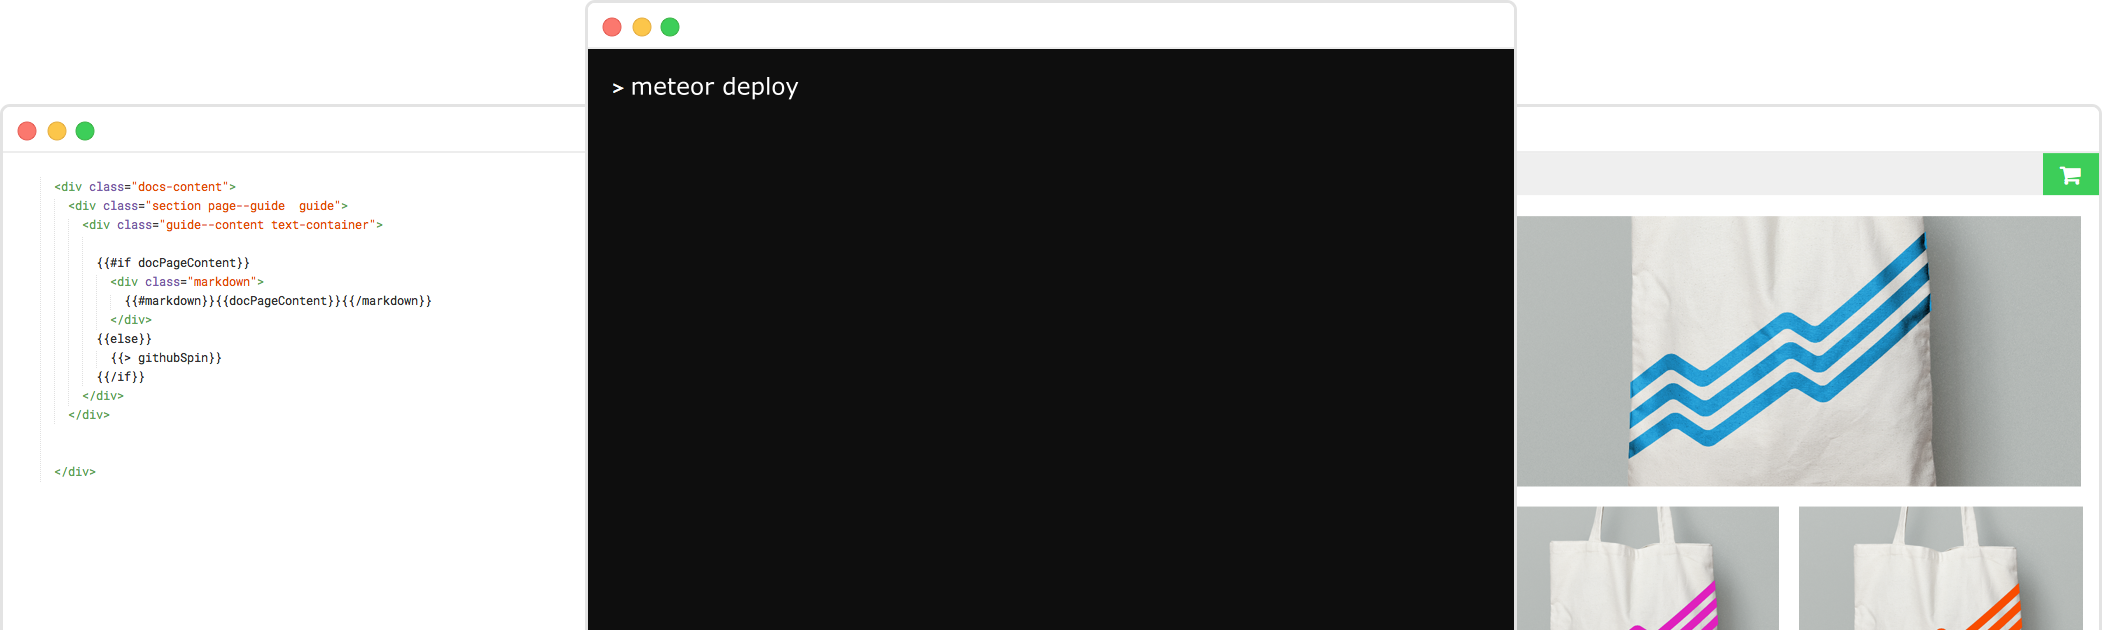 > meteor deploy
<div class="docs-content">
<div class="section page--guide  guide">
<div class="guide--content text-container">
{{#if docPageContent}}
<div class="markdown">
{{#markdown}}{{docPageContent}}{{/markdown}}
</div>
{{else}}
{{> githubSpin}}
{{/if}}
</div>
</div>
</div>